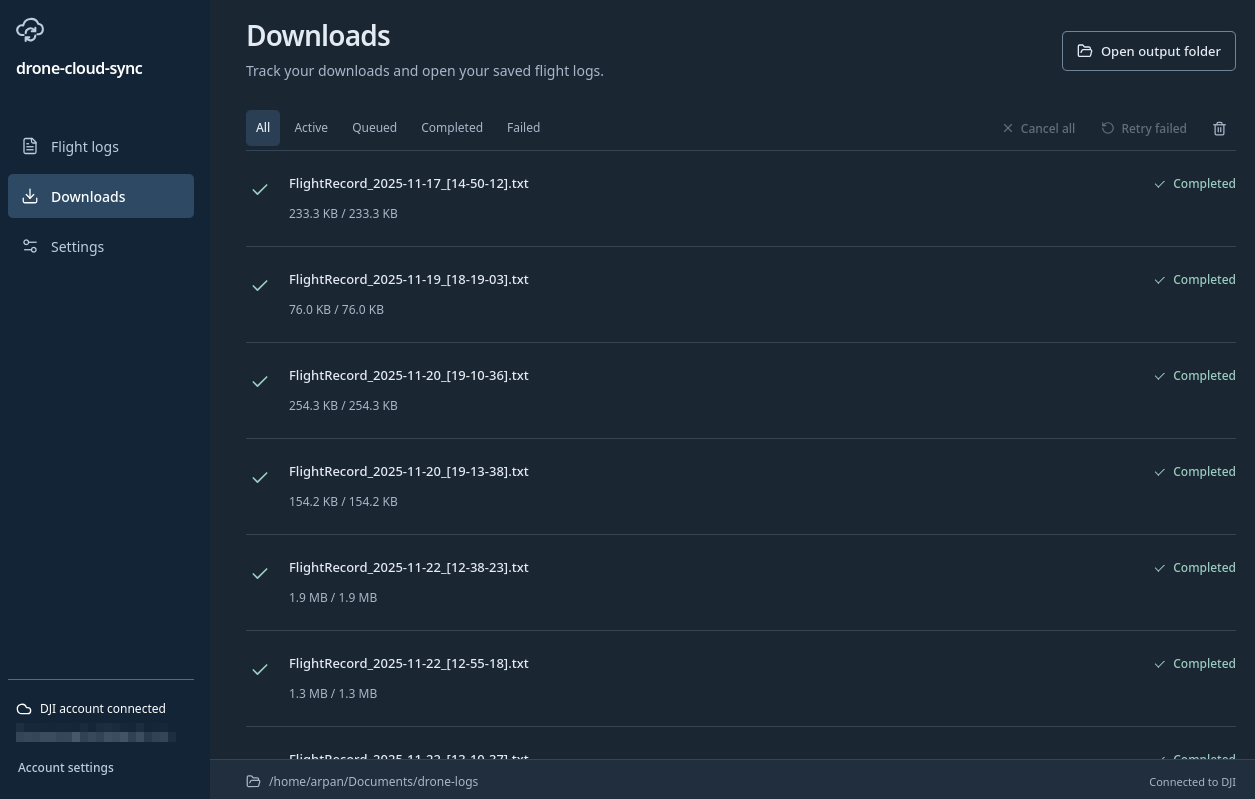 drone-cloud-sync
Flight logs
Downloads
Settings
DJI account connected
Account settings
Downloads
Track your downloads and open your saved flight logs.
Open output folder
All Active Queued Completed Failed
Cancel all Retry failed
FlightRecord_2025-11-17_[14-50-12].txt Completed
233.3 KB / 233.3 KB
FlightRecord_2025-11-19_[18-19-03].txt Completed
76.0 KB / 76.0 KB
FlightRecord_2025-11-20_[19-10-36].txt Completed
254.3 KB / 254.3 KB
FlightRecord_2025-11-20_[19-13-38].txt Completed
154.2 KB / 154.2 KB
FlightRecord_2025-11-22_[12-38-23].txt Completed
1.9 MB / 1.9 MB
FlightRecord_2025-11-22_[12-55-18].txt Completed
1.3 MB / 1.3 MB
/home/arpan/Documents/drone-logs Connected to DJI